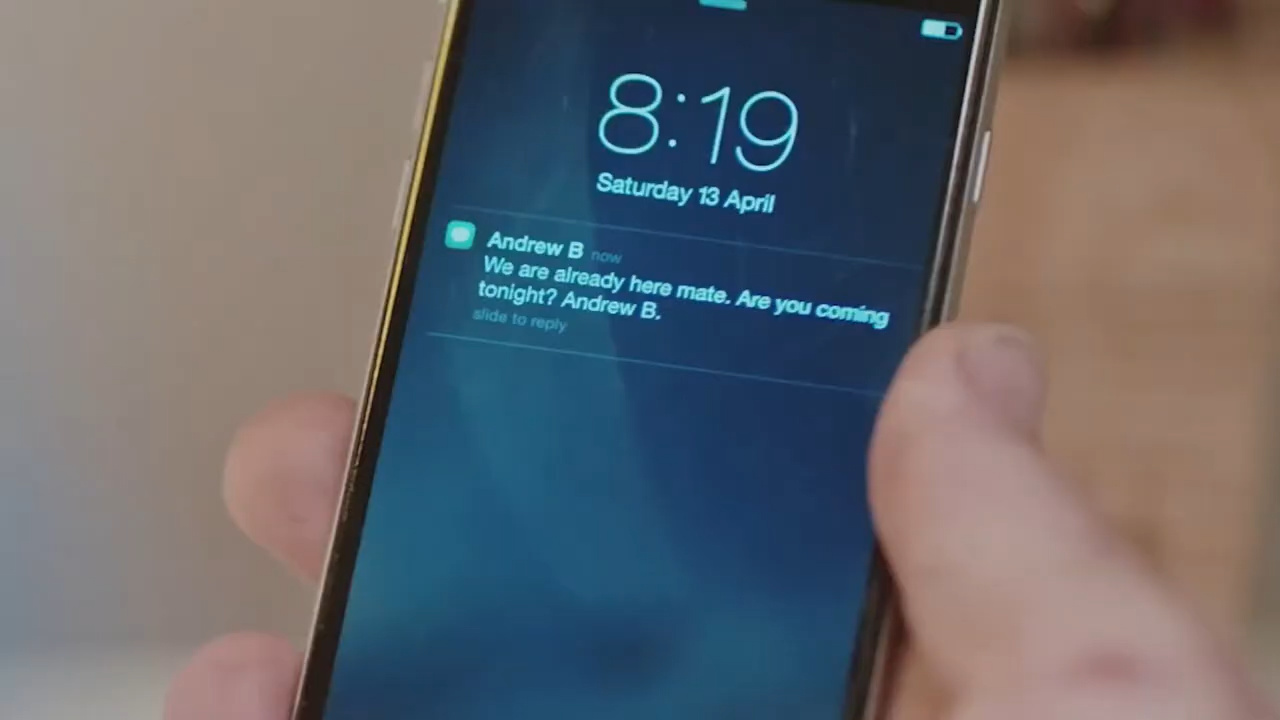 8:19
Saturday 13 April
Andrew B now
We are already here mate. Are you coming
tonight? Andrew B.
slide to reply